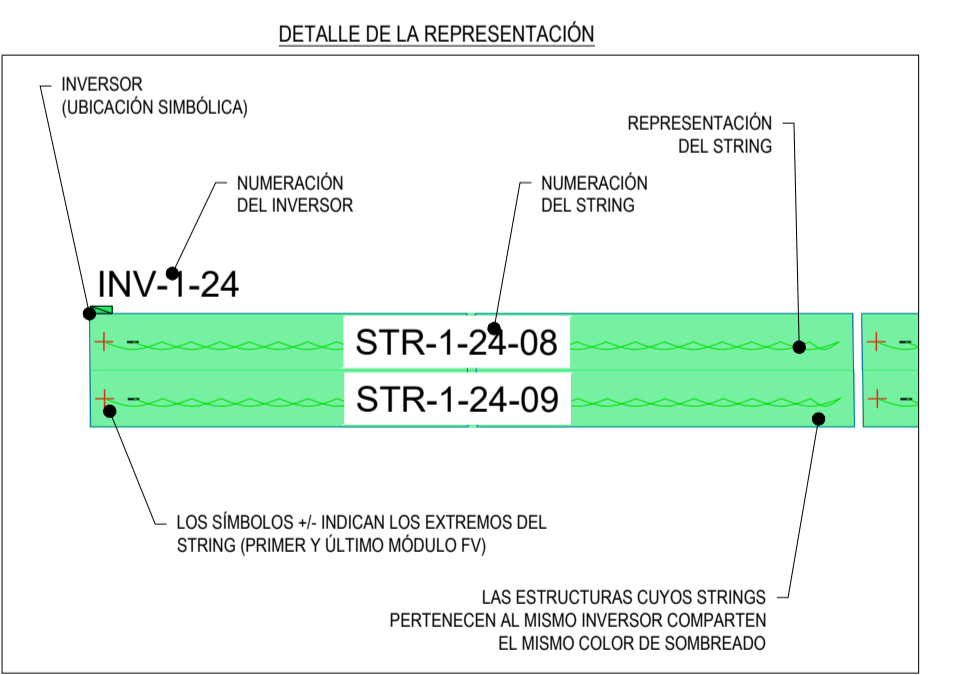 DETALLE DE LA REPRESENTACIÓN
INVERSOR
(UBICACIÓN SIMBÓLICA)
REPRESENTACIÓN
DEL STRING
NUMERACIÓN
DEL INVERSOR
NUMERACIÓN
DEL STRING
INV-1-24
+ -
STR-1-24-08
+ -
+ -
STR-1-24-09
+ -
LOS SÍMBOLOS +/- INDICAN LOS EXTREMOS DEL
STRING (PRIMER Y ÚLTIMO MÓDULO FV)
LAS ESTRUCTURAS CUYOS STRINGS
PERTENECEN AL MISMO INVERSOR COMPARTEN
EL MISMO COLOR DE SOMBREADO